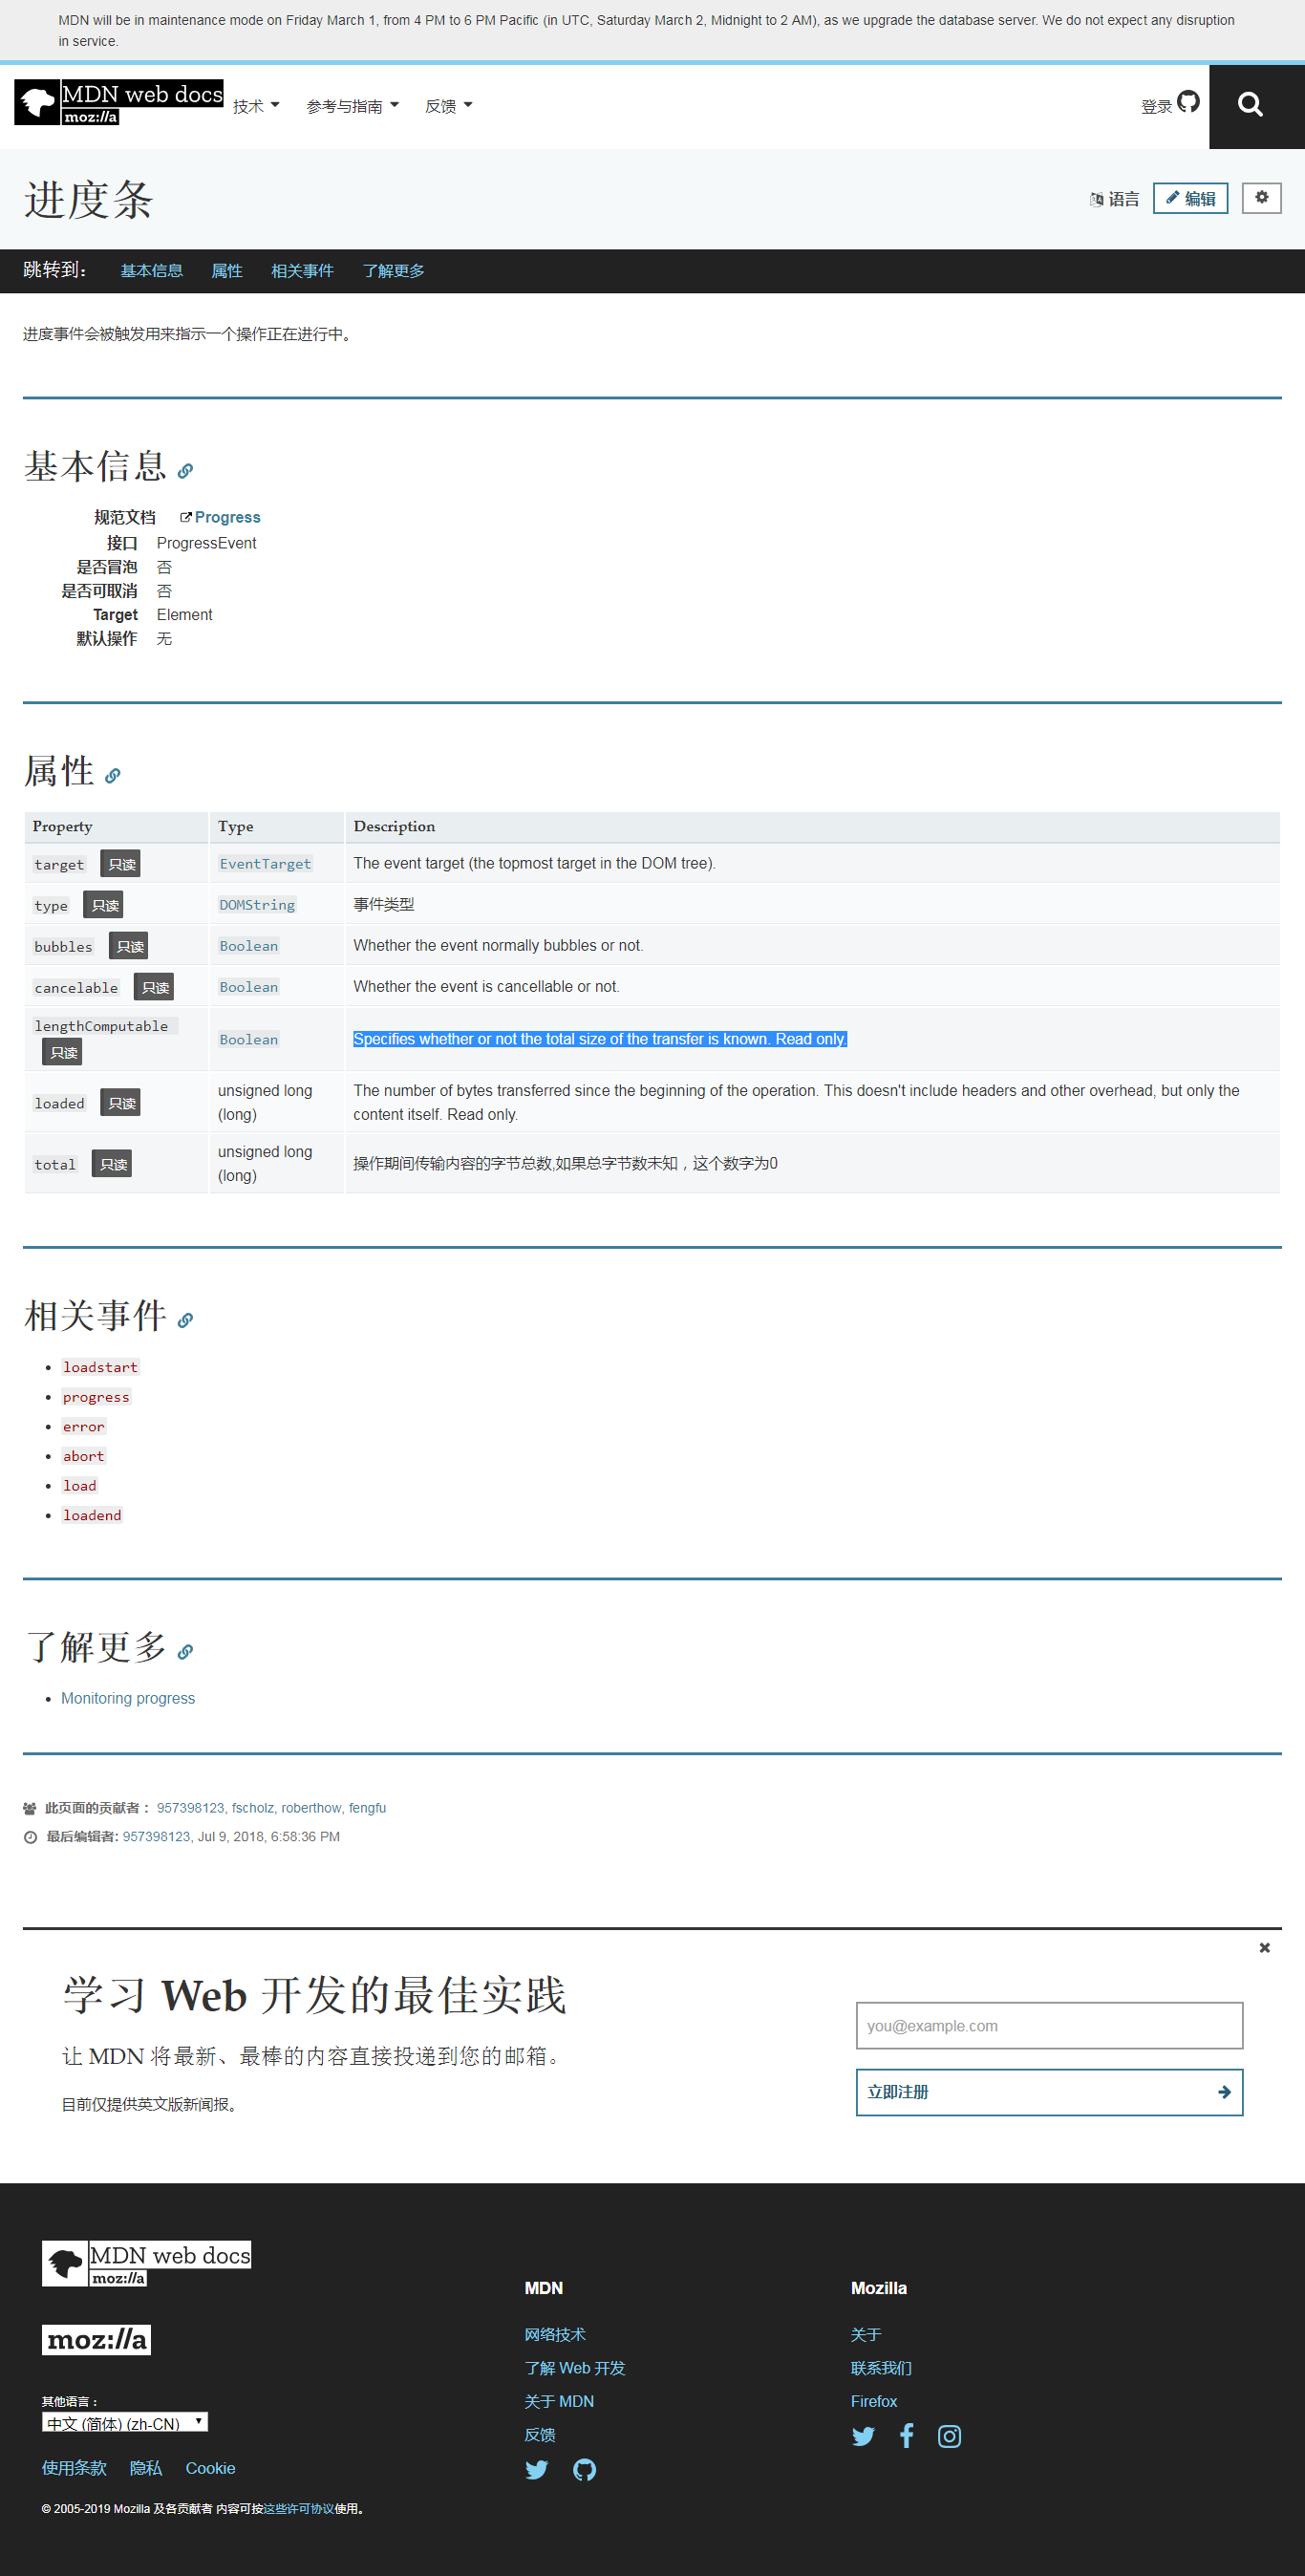 MDN will be in maintenance mode on Friday March 1, from 4 PM to 6 PM Pacific (in UTC, Saturday March 2, Midnight to 2 AM), as we upgrade the database server. We do not expect any disruption
in service.
MDN web docs
moz://a
技术 参考与指南 反馈 登录
进度条
语言 编辑
跳转到： 基本信息 属性 相关事件 了解更多
进度事件会被触发用来指示一个操作正在进行中。
基本信息
规范文档 Progress
接口 ProgressEvent
是否冒泡 否
是否可取消 否
Target Element
默认操作 无
属性
Property Type Description
target 只读 EventTarget The event target (the topmost target in the DOM tree).
type 只读 DOMString 事件类型
bubbles 只读 Boolean Whether the event normally bubbles or not.
cancelable 只读 Boolean Whether the event is cancellable or not.
lengthComputable
只读 Boolean Specifies whether or not the total size of the transfer is known. Read only.
loaded 只读 unsigned long
(long) The number of bytes transferred since the beginning of the operation. This doesn't include headers and other overhead, but only the
content itself. Read only.
total 只读 unsigned long
(long) 操作期间传输内容的字节总数,如果总字节数未知，这个数字为0
相关事件
loadstart
progress
error
abort
load
loadend
了解更多
Monitoring progress
此页面的贡献者： 957398123, fscholz, roberthow, fengfu
最后编辑者: 957398123, Jul 9, 2018, 6:58:36 PM
学习 Web 开发的最佳实践
让 MDN 将最新、最棒的内容直接投递到您的邮箱。
目前仅提供英文版新闻报。
you@example.com
立即注册
MDN web docs
moz://a
moz://a
其他语言：
中文 (简体) (zh-CN)
使用条款 隐私 Cookie
© 2005-2019 Mozilla 及各贡献者 内容可按这些许可协议使用。
MDN
网络技术
了解 Web 开发
关于 MDN
反馈
Mozilla
关于
联系我们
Firefox